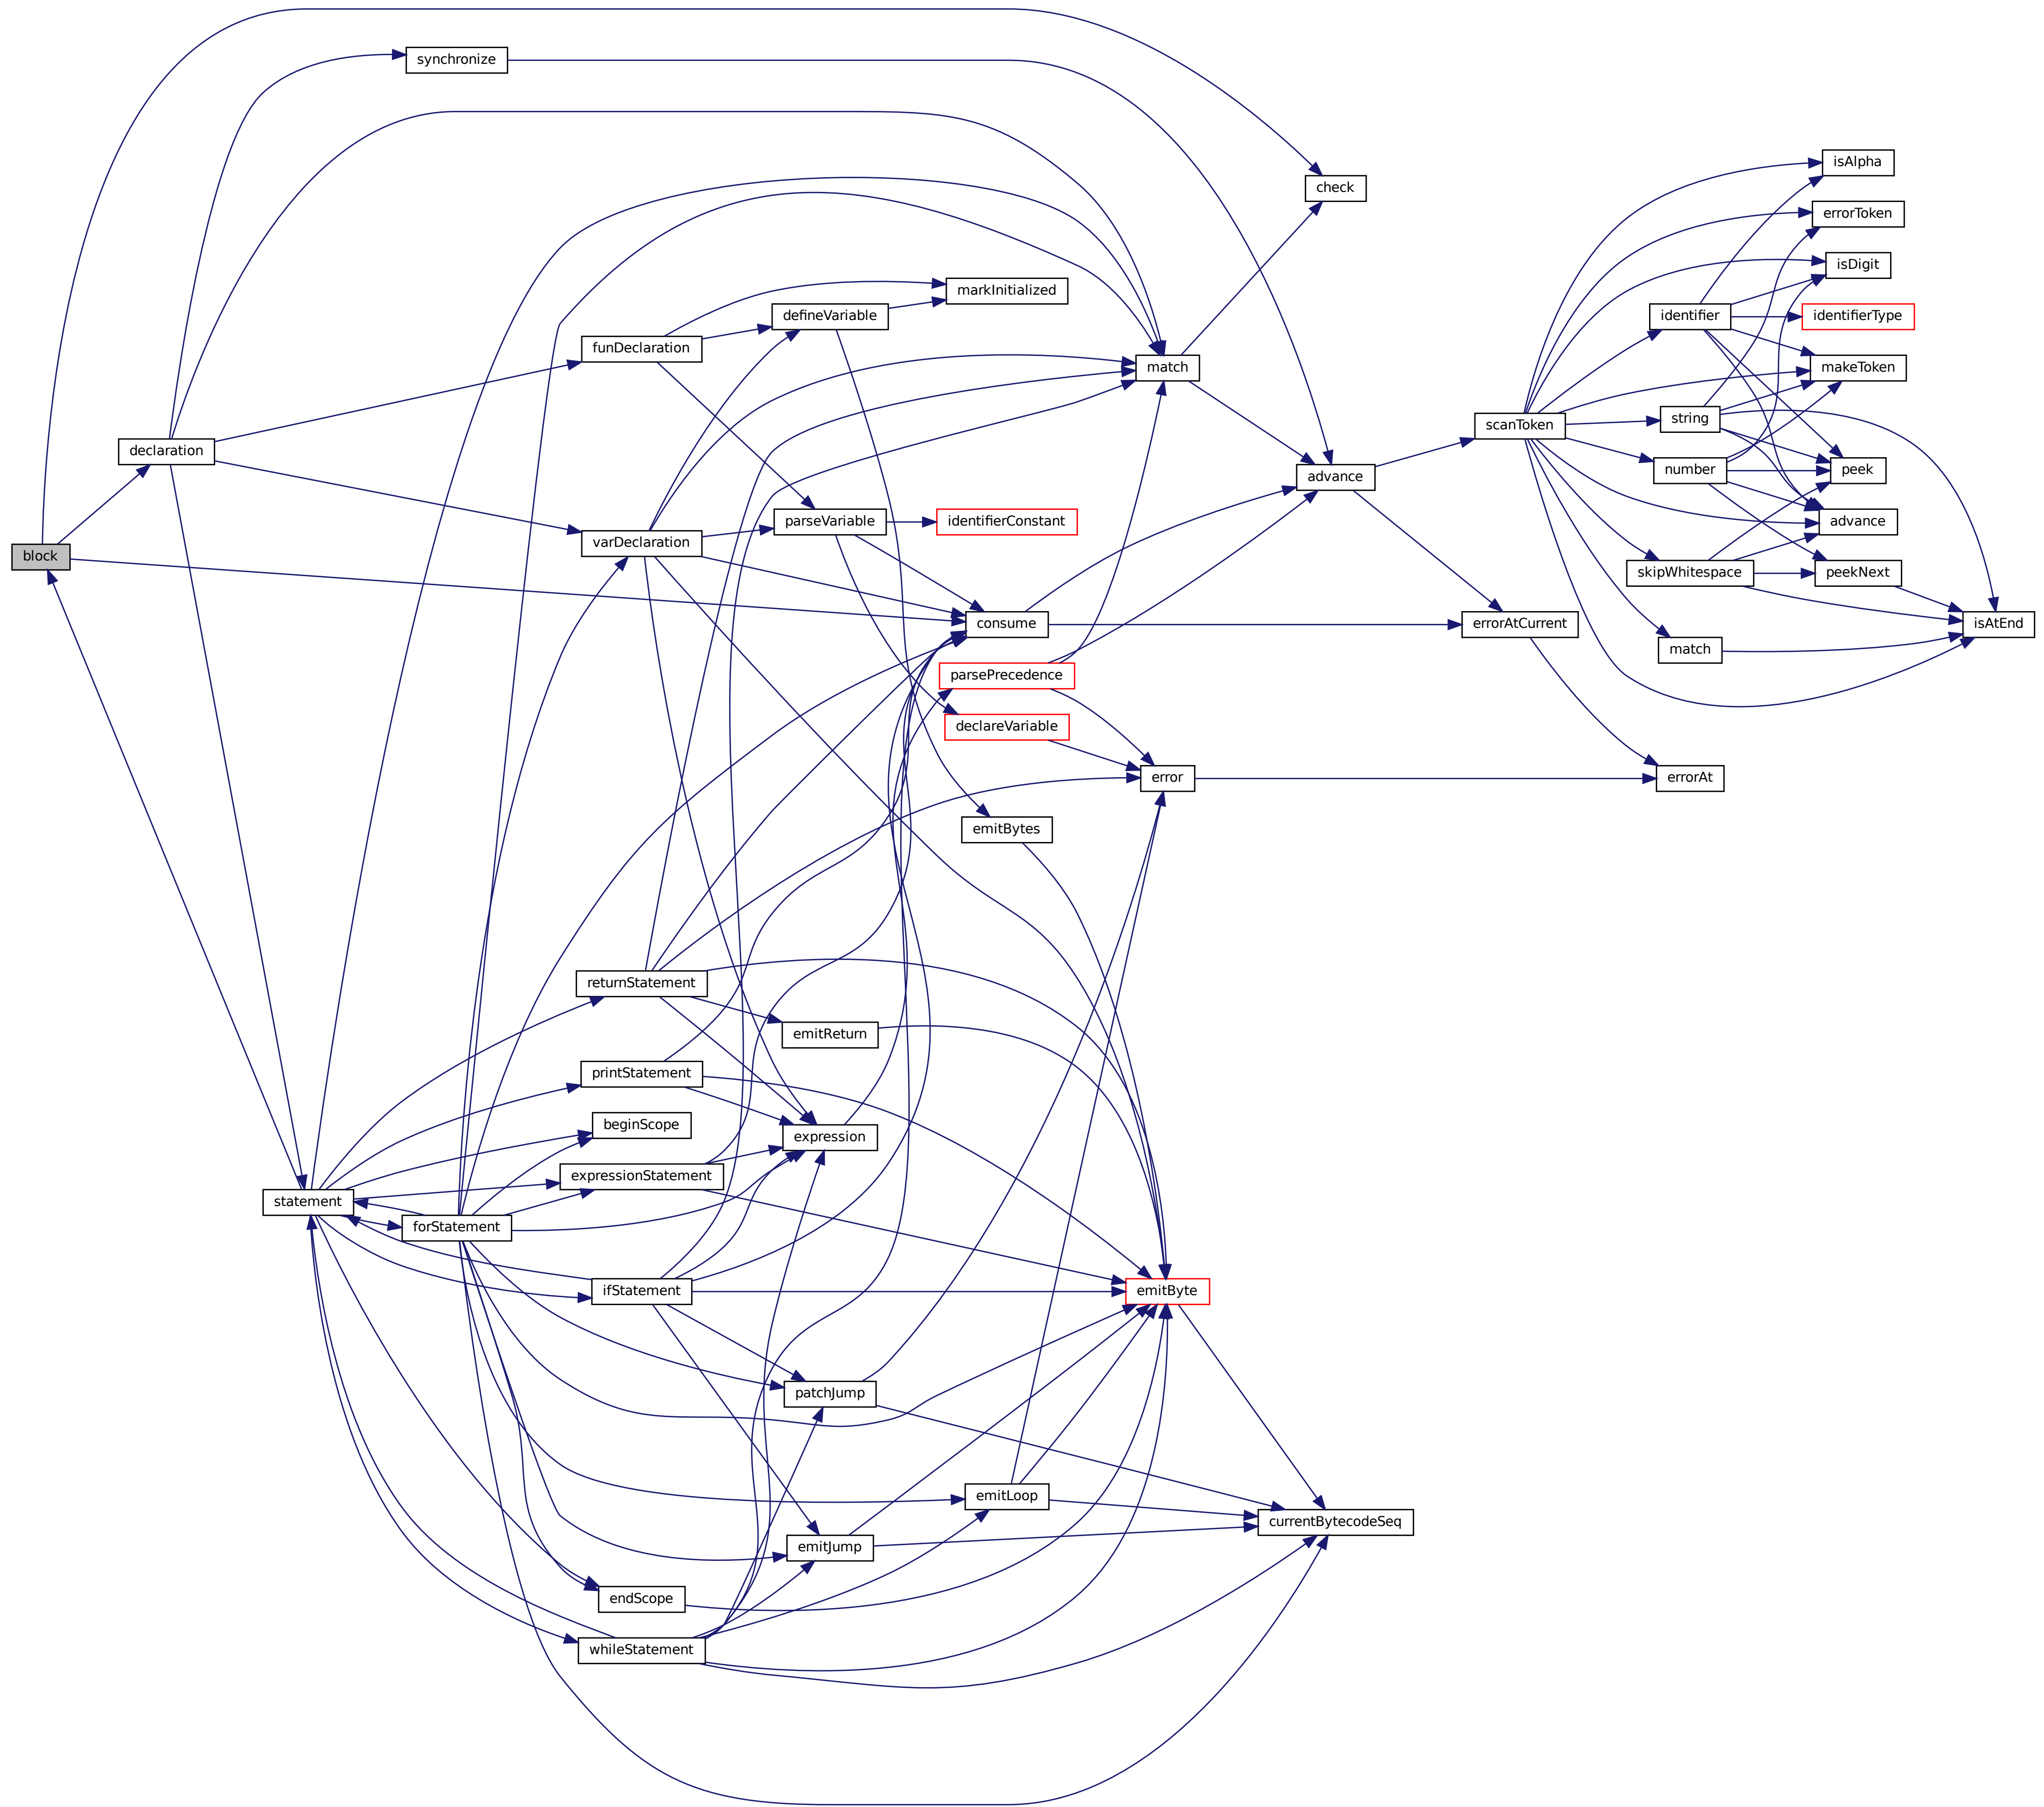 synchronize
isAlpha
check
errorToken
isDigit
markInitialized
defineVariable
identifier
identifierType
funDeclaration
match
makeToken
string
scanToken
declaration
number
peek
advance
parseVariable
identifierConstant
advance
varDeclaration
block
skipWhitespace
peekNext
consume
errorAtCurrent
isAtEnd
match
parsePrecedence
declareVariable
error
errorAt
emitBytes
returnStatement
emitReturn
printStatement
beginScope
expression
expressionStatement
statement
forStatement
ifStatement
emitByte
patchJump
emitLoop
currentBytecodeSeq
emitJump
endScope
whileStatement